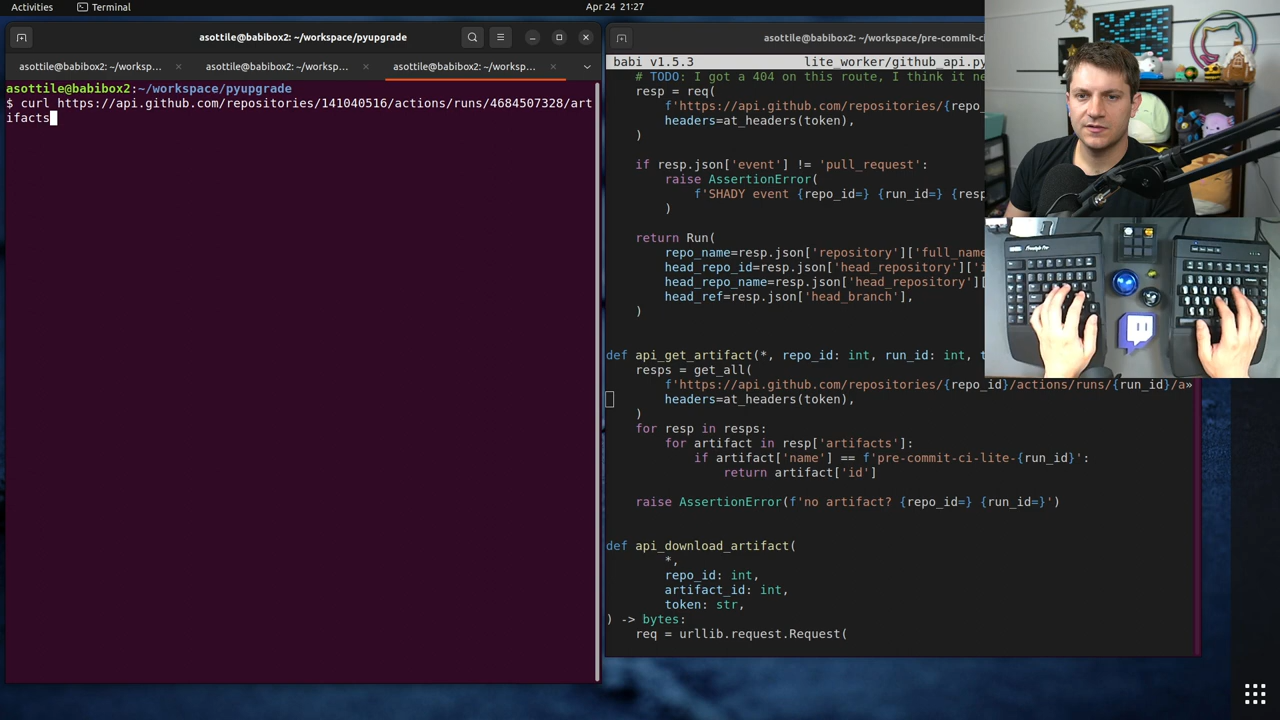 Activities
Terminal
Apr 24 21:27
asottile@babibox2: ~/workspace/pyupgrade
asottile@babibox2: ~/worksp...
asottile@babibox2: ~/worksp...
asottile@babibox2: ~/worksp...
asottile@babibox2:~/workspace/pyupgrade
$ curl https://api.github.com/repositories/141040516/actions/runs/4684507328/art
ifacts
asottile@babibox2: ~/workspace/pre-commit-ci
babi v1.5.3
lite_worker/github_api.py
# TODO: I got a 404 on this route, I think it ne
resp = req(
f'https://api.github.com/repositories/{repo_
headers=at_headers(token),
)
if resp.json['event'] != 'pull_request':
raise AssertionError(
f'SHADY event {repo_id=} {run_id=} {resp
)
return Run(
repo_name=resp.json['repository']['full_name
head_repo_id=resp.json['head_repository']['i
head_repo_name=resp.json['head_repository'][
head_ref=resp.json['head_branch'],
)
def api_get_artifact(*, repo_id: int, run_id: int, t
resps = get_all(
f'https://api.github.com/repositories/{repo_id}/actions/runs/{run_id}/a»
headers=at_headers(token),
)
for resp in resps:
for artifact in resp['artifacts']:
if artifact['name'] == f'pre-commit-ci-lite-{run_id}':
return artifact['id']
raise AssertionError(f'no artifact? {repo_id=} {run_id=}')
def api_download_artifact(
*,
repo_id: int,
artifact_id: int,
token: str,
) -> bytes:
req = urllib.request.Request(